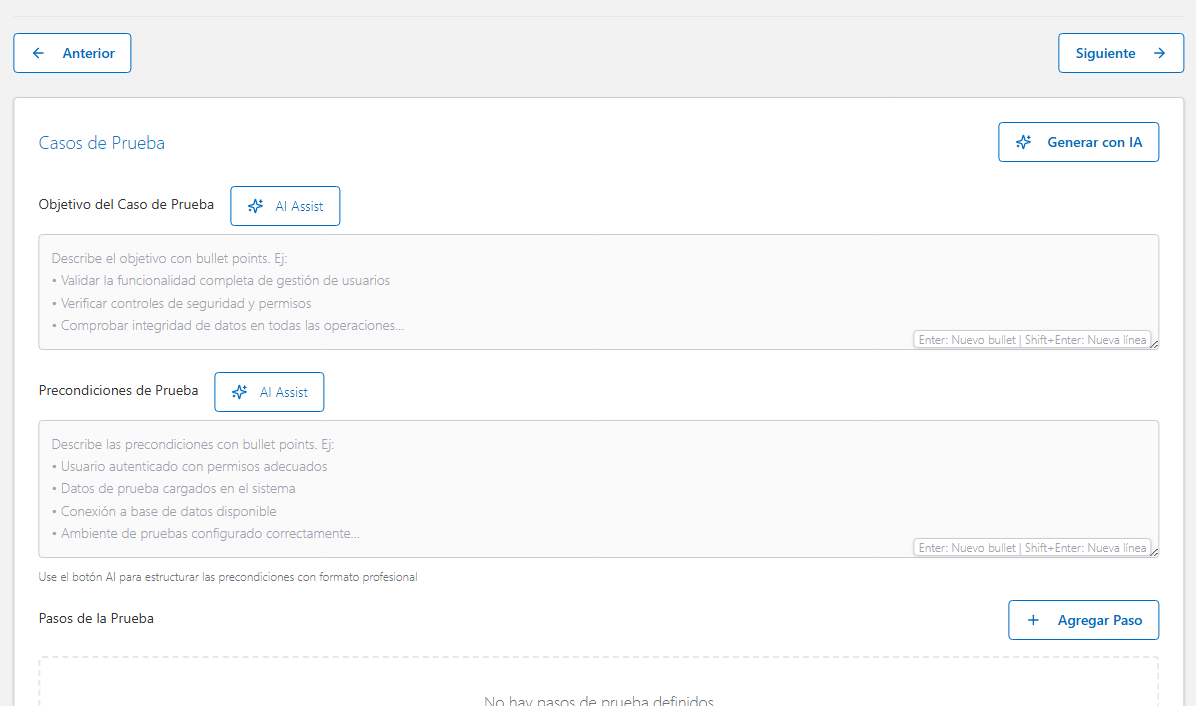 Anterior
Siguiente
Casos de Prueba
Generar con IA
Objetivo del Caso de Prueba
AI Assist
Describe el objetivo con bullet points. Ej:
• Validar la funcionalidad completa de gestión de usuarios
• Verificar controles de seguridad y permisos
• Comprobar integridad de datos en todas las operaciones...
Enter: Nuevo bullet | Shift+Enter: Nueva línea
Precondiciones de Prueba
AI Assist
Describe las precondiciones con bullet points. Ej:
• Usuario autenticado con permisos adecuados
• Datos de prueba cargados en el sistema
• Conexión a base de datos disponible
• Ambiente de pruebas configurado correctamente...
Enter: Nuevo bullet | Shift+Enter: Nueva línea
Use el botón AI para estructurar las precondiciones con formato profesional
Pasos de la Prueba
Agregar Paso
No hay pasos de prueba definidos